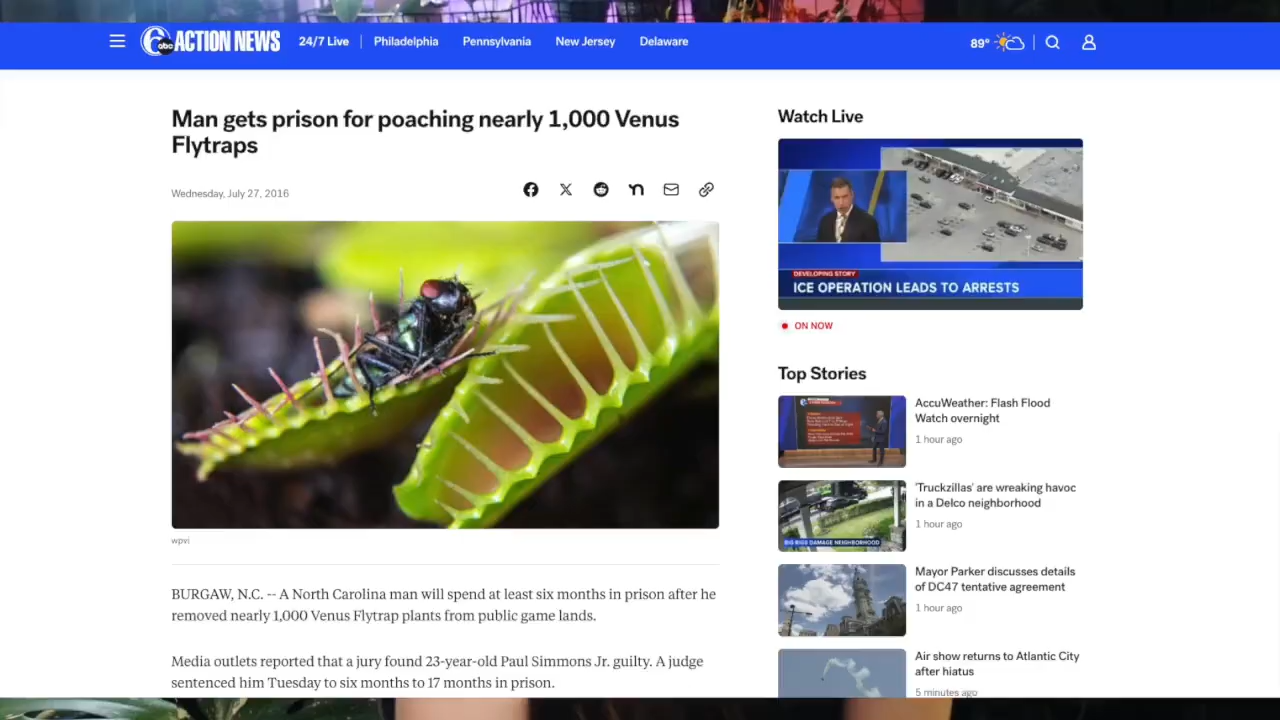 6abc ACTION NEWS 24/7 Live Philadelphia Pennsylvania New Jersey Delaware 89°
Man gets prison for poaching nearly 1,000 Venus
Flytraps
Wednesday, July 27, 2016
wpvi
BURGAW, N.C. -- A North Carolina man will spend at least six months in prison after he
removed nearly 1,000 Venus Flytrap plants from public game lands.
Media outlets reported that a jury found 23-year-old Paul Simmons Jr. guilty. A judge
sentenced him Tuesday to six months to 17 months in prison.
Watch Live
DEVELOPING STORY
ICE OPERATION LEADS TO ARRESTS
ON NOW
Top Stories
AccuWeather: Flash Flood
Watch overnight
1 hour ago
'Truckzillas' are wreaking havoc
in a Delco neighborhood
1 hour ago
BIG RIGS DAMAGE NEIGHBORHOOD
Mayor Parker discusses details
of DC47 tentative agreement
1 hour ago
Air show returns to Atlantic City
after hiatus
5 minutes ago